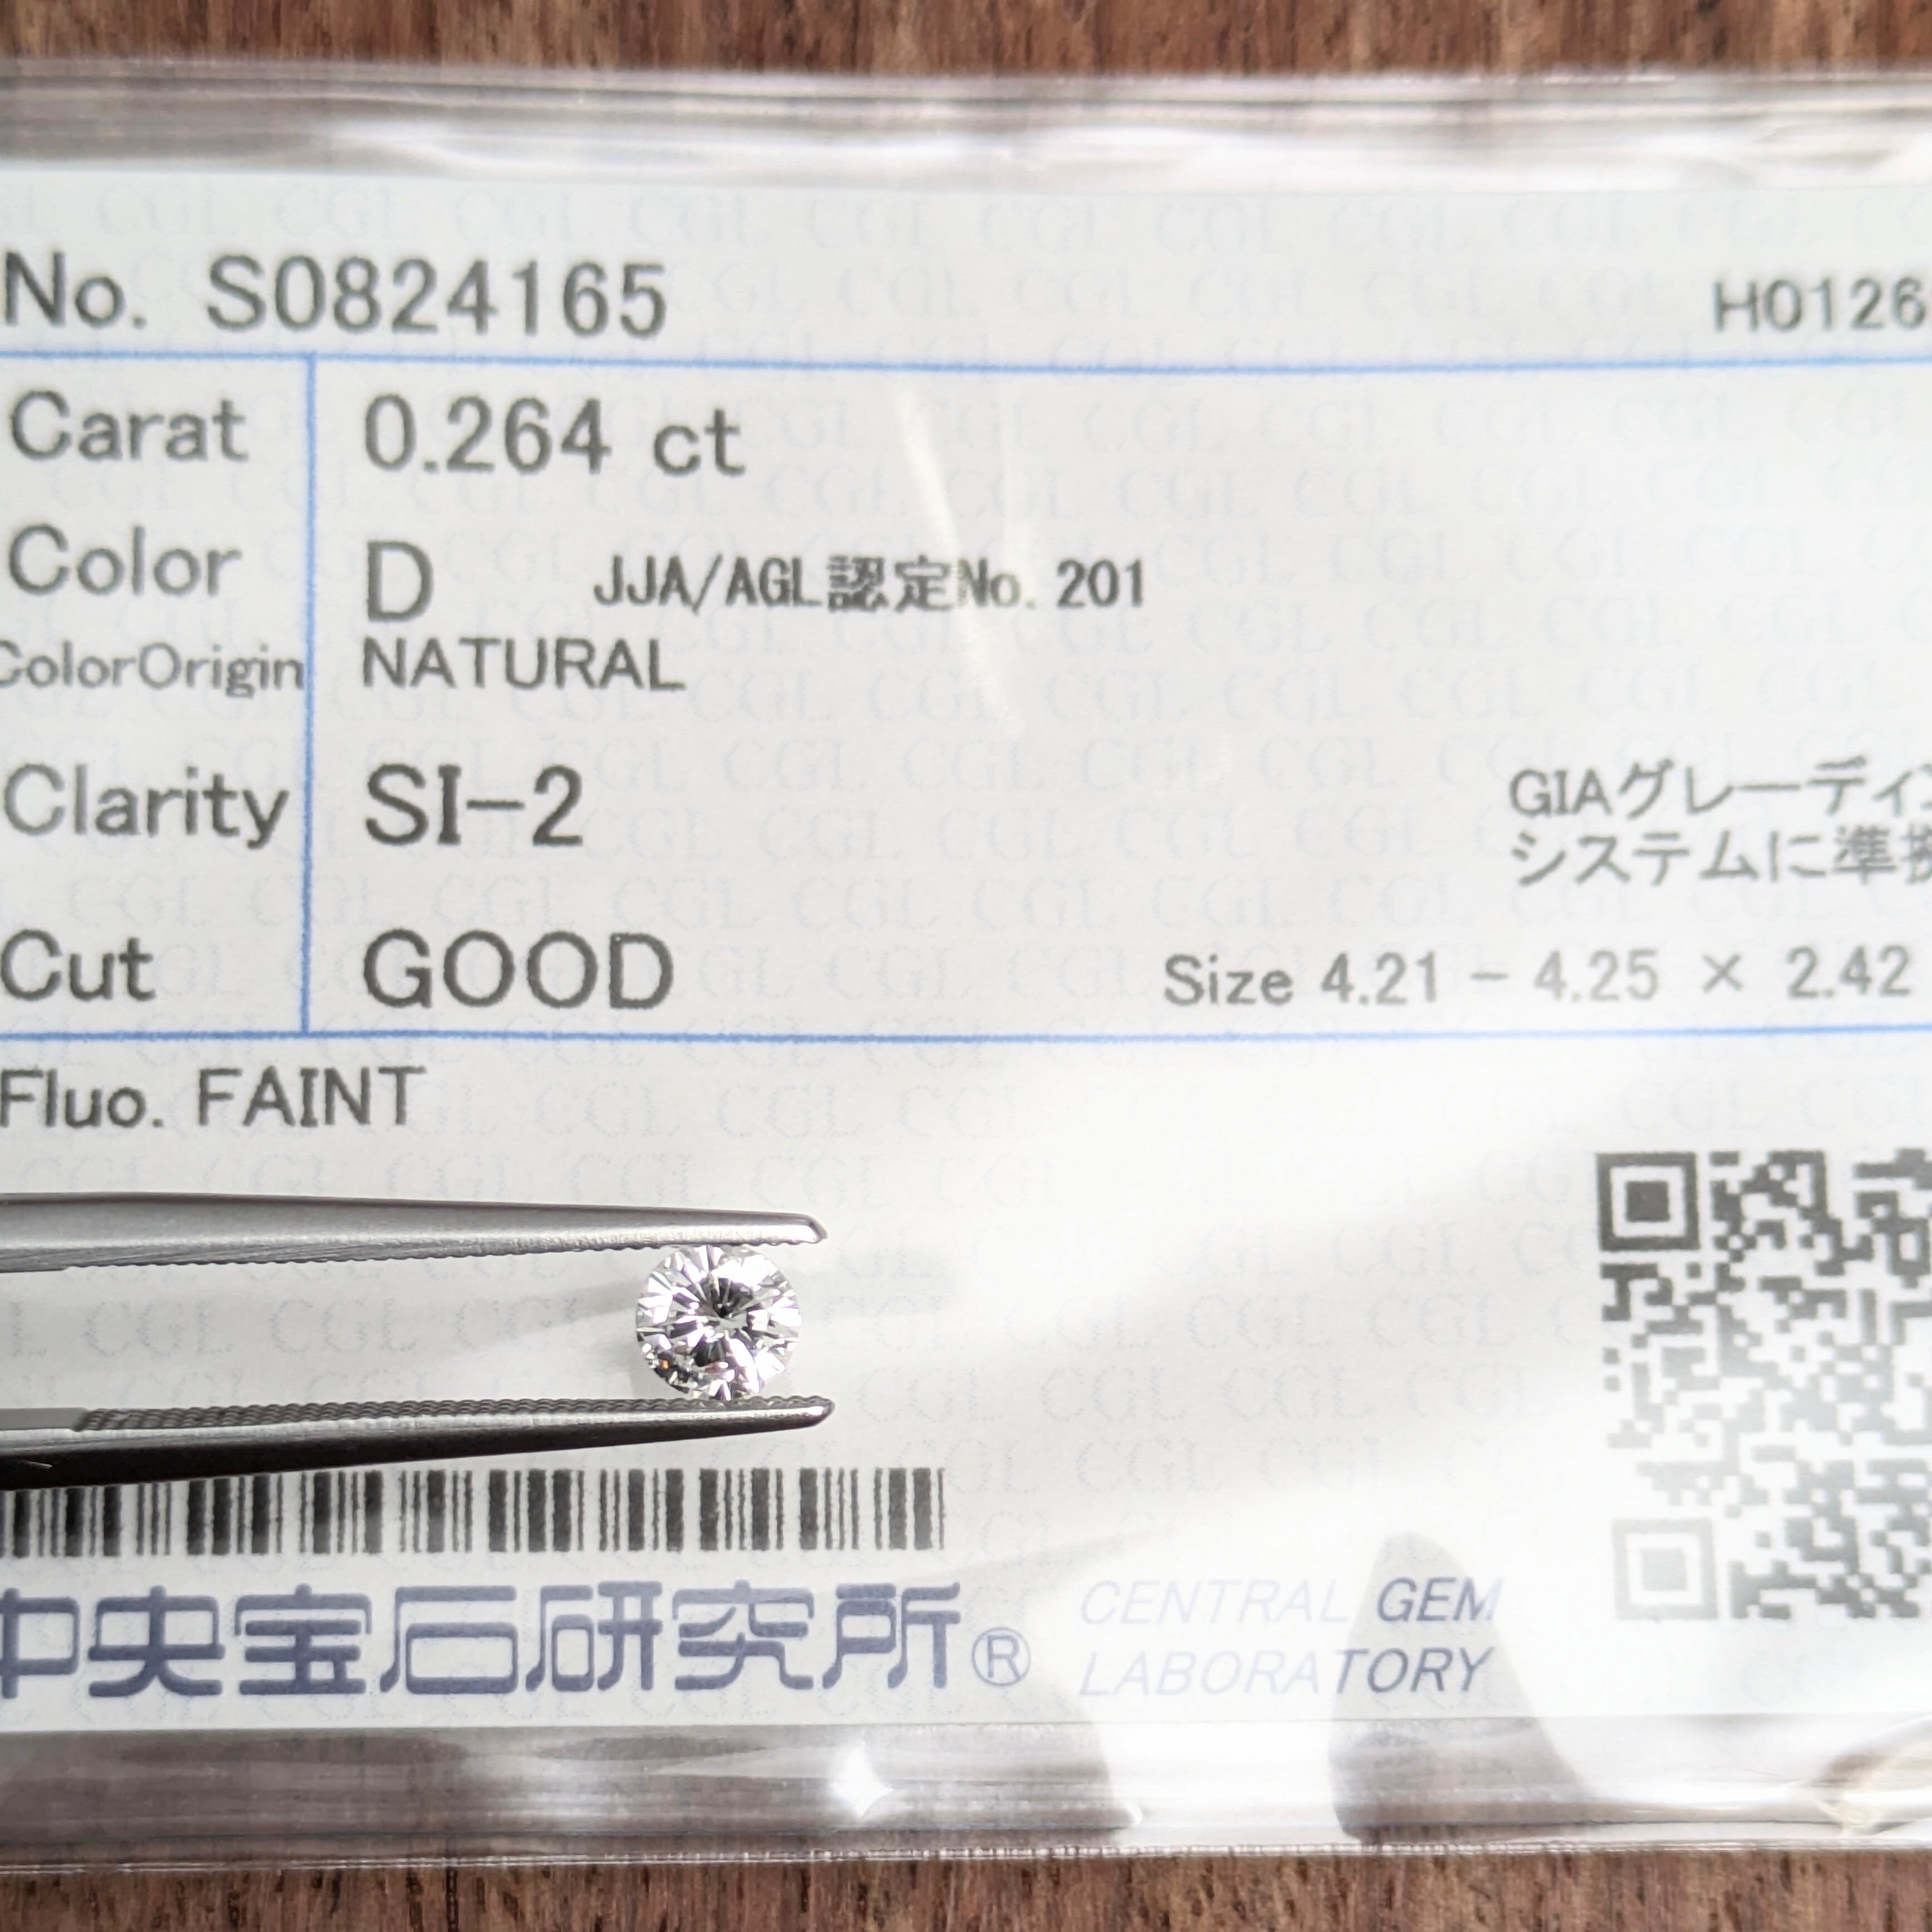 No. S0824165
H0126
Carat 0.264 ct
Color D JJA/AGL認定No. 201
ColorOrigin NATURAL
Clarity SI-2
GIAグレーディ
システムに準拠
Cut GOOD
Size 4.21 - 4.25 × 2.42
Fluo. FAINT
中央宝石研究所®
CENTRAL GEM
LABORATORY